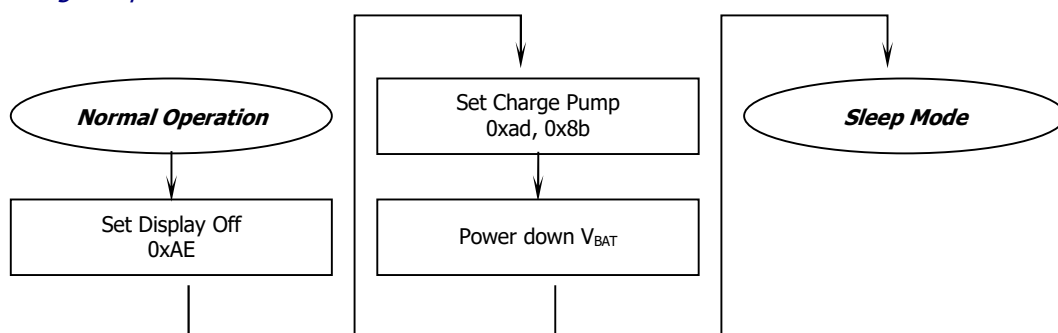 Normal Operation
Set Display Off
0xAE
Set Charge Pump
0xad, 0x8b
Power down VBAT
Sleep Mode